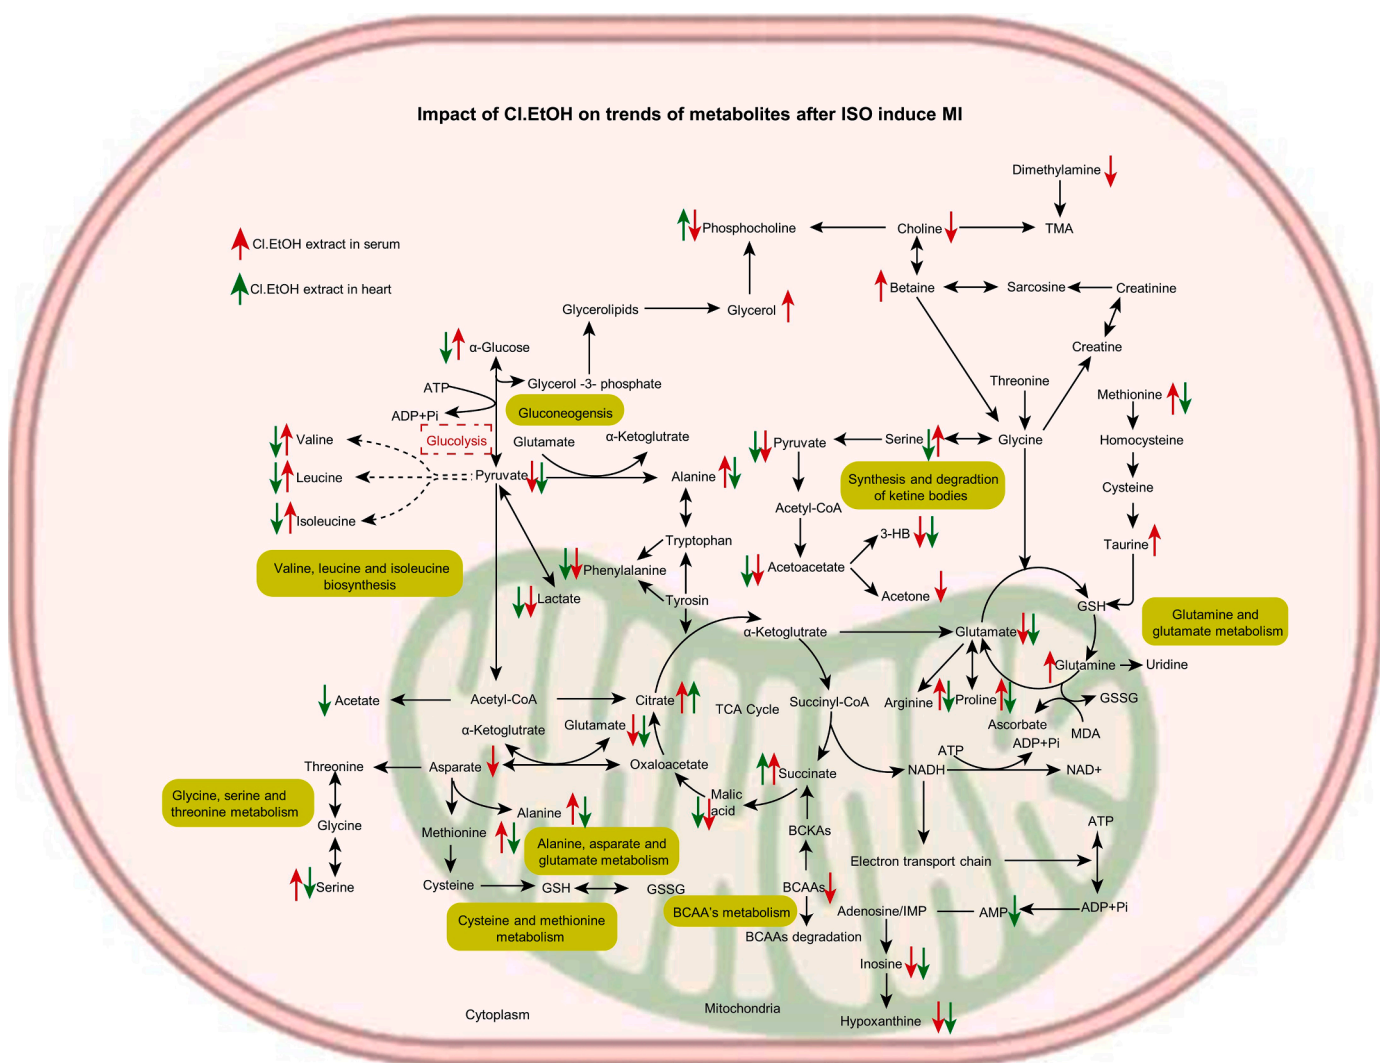 Impact of Cl.EtOH on trends of metabolites after ISO induce MI
Dimethylamine
Cl.EtOH extract in serum
Phosphocholine
Choline
TMA
Cl.EtOH extract in heart
Betaine
Sarcosine
Creatinine
Glycerolipids
Glycerol
α-Glucose
Creatine
ATP
Glycerol -3- phosphate
Threonine
Methionine
ADP+Pi
Gluconeogensis
Glucolysis
Glutamate
α-Ketoglutrate
Valine
Pyruvate
Serine
Glycine
Homocysteine
Leucine
Pyruvate
Alanine
Synthesis and degradtion
of ketine bodies
Cysteine
Isoleucine
Acetyl-CoA
Tryptophan
3-HB
Taurine
Valine, leucine and isoleucine
biosynthesis
Phenylalanine
Acetoacetate
Lactate
Tyrosin
Acetone
GSH
Glutamine and
glutamate metabolism
α-Ketoglutrate
Glutamate
Glutamine
Uridine
Acetate
Acetyl-CoA
Citrate
TCA Cycle
Succinyl-CoA
Arginine
Proline
GSSG
α-Ketoglutrate
Glutamate
Ascorbate
MDA
ATP
ADP+Pi
Threonine
Asparate
Oxaloacetate
Succinate
NADH
NAD+
Glycine, serine and
threonine metabolism
Malic
acid
Alanine
Glycine
Methionine
BCKAs
ATP
Alanine, asparate and
glutamate metabolism
Electron transport chain
Serine
Cysteine
GSH
GSSG
BCAAs
BCAA's metabolism
Adenosine/IMP
AMP
ADP+Pi
Cysteine and methionine
metabolism
BCAAs degradation
Inosine
Cytoplasm
Mitochondria
Hypoxanthine